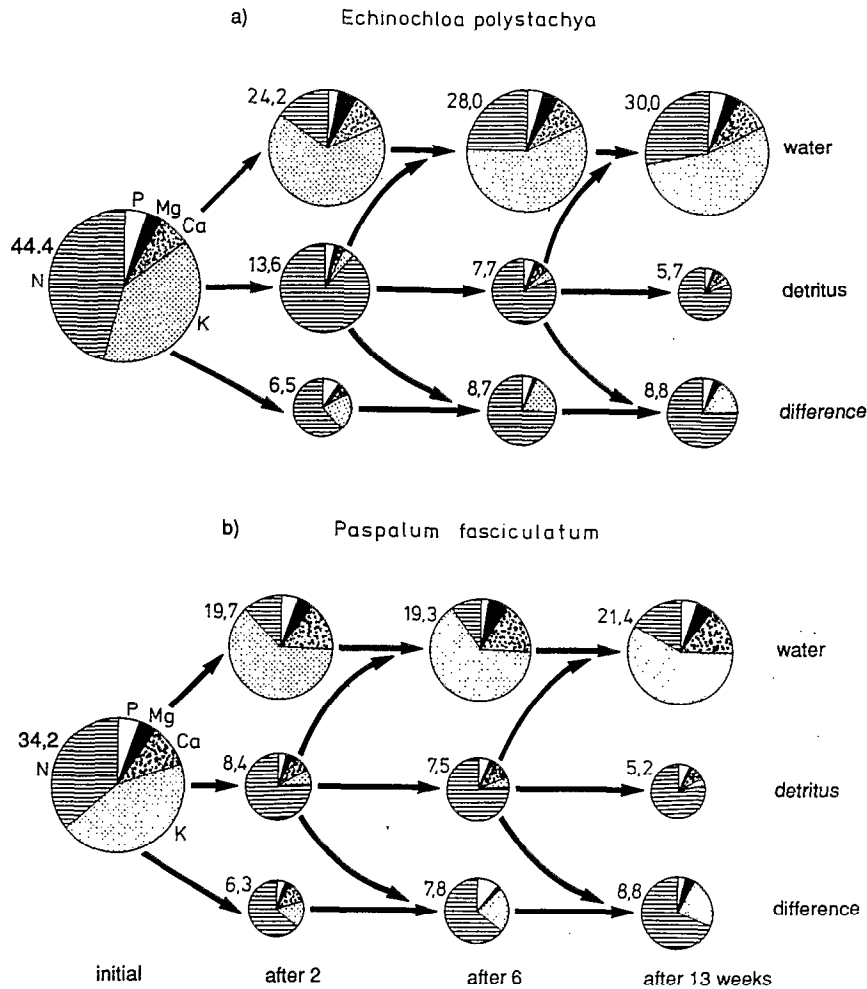 a) Echinochloa polystachya
24,2
28,0
30,0
water
P
Mg
Ca
44.4
N
K
13,6
7,7
5,7
detritus
6,5
8,7
8,8
difference
b) Paspalum fasciculatum
19,7
19,3
21,4
water
P
Mg
Ca
34,2
N
K
8,4
7,5
5,2
detritus
6,3
7,8
8,8
difference
initial after 2 after 6 after 13 weeks